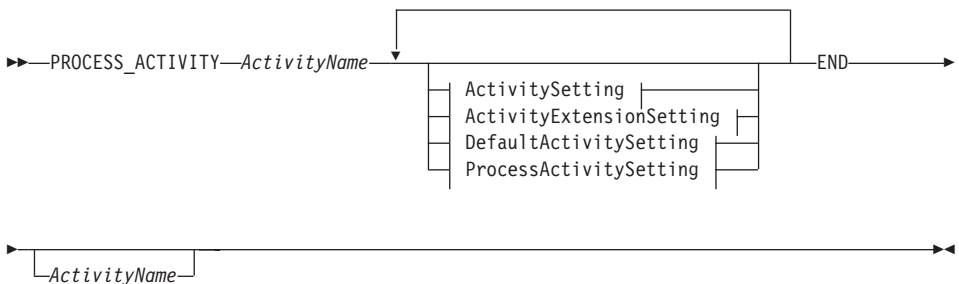 PROCESS_ACTIVITY ActivityName END
ActivitySetting
ActivityExtensionSetting
DefaultActivitySetting
ProcessActivitySetting
ActivityName